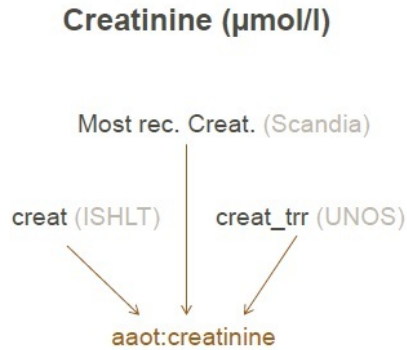 Creatinine (µmol/l)
Most rec. Creat. (Scandia)
creat (ISHLT) creat_trr (UNOS)
aaot:creatinine